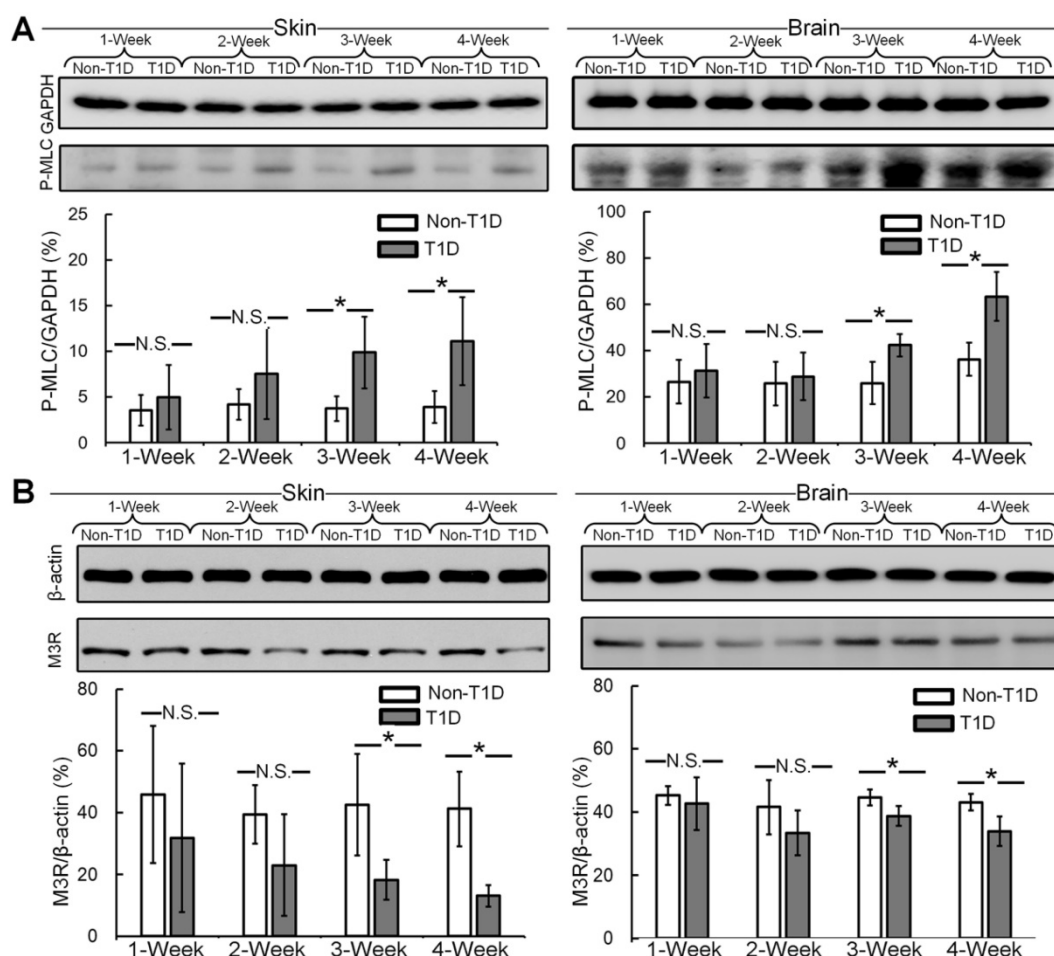 A
Skin
1-Week 2-Week 3-Week 4-Week
Non-T1D T1D Non-T1D T1D Non-T1D T1D Non-T1D T1D
GAPDH
P-MLC
P-MLC/GAPDH (%)
25
20
15
10
5
0
Non-T1D
T1D
N.S. N.S. * *
1-Week 2-Week 3-Week 4-Week
Brain
1-Week 2-Week 3-Week 4-Week
Non-T1D T1D Non-T1D T1D Non-T1D T1D Non-T1D T1D
P-MLC/GAPDH (%)
100
80
60
40
20
0
Non-T1D
T1D
N.S. N.S. * *
1-Week 2-Week 3-Week 4-Week
B
Skin
1-Week 2-Week 3-Week 4-Week
Non-T1D T1D Non-T1D T1D Non-T1D T1D Non-T1D T1D
β-actin
M3R
M3R/β-actin (%)
80
60
40
20
0
Non-T1D
T1D
N.S. N.S. * *
1-Week 2-Week 3-Week 4-Week
Brain
1-Week 2-Week 3-Week 4-Week
Non-T1D T1D Non-T1D T1D Non-T1D T1D Non-T1D T1D
M3R/β-actin (%)
80
60
40
20
0
Non-T1D
T1D
N.S. N.S. * *
1-Week 2-Week 3-Week 4-Week